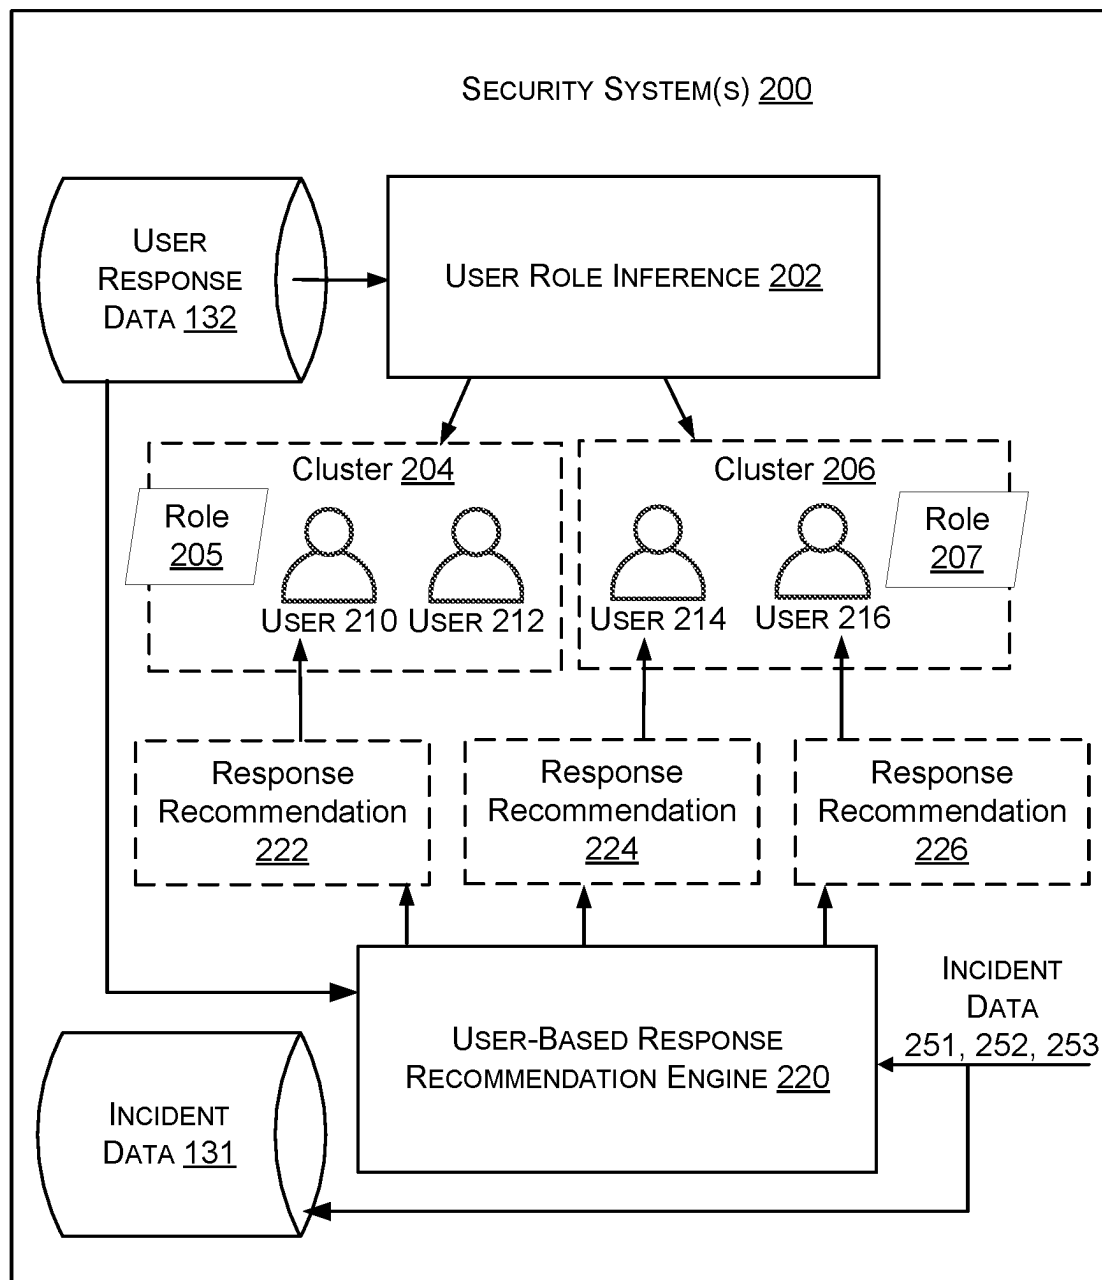 SECURITY SYSTEM(S) 200
USER
RESPONSE
DATA 132
USER ROLE INFERENCE 202
Cluster 204
Role
205
USER 210
USER 212
Cluster 206
Role
207
USER 214
USER 216
Response
Recommendation
222
Response
Recommendation
224
Response
Recommendation
226
USER-BASED RESPONSE
RECOMMENDATION ENGINE 220
INCIDENT
DATA
251, 252, 253
INCIDENT
DATA 131